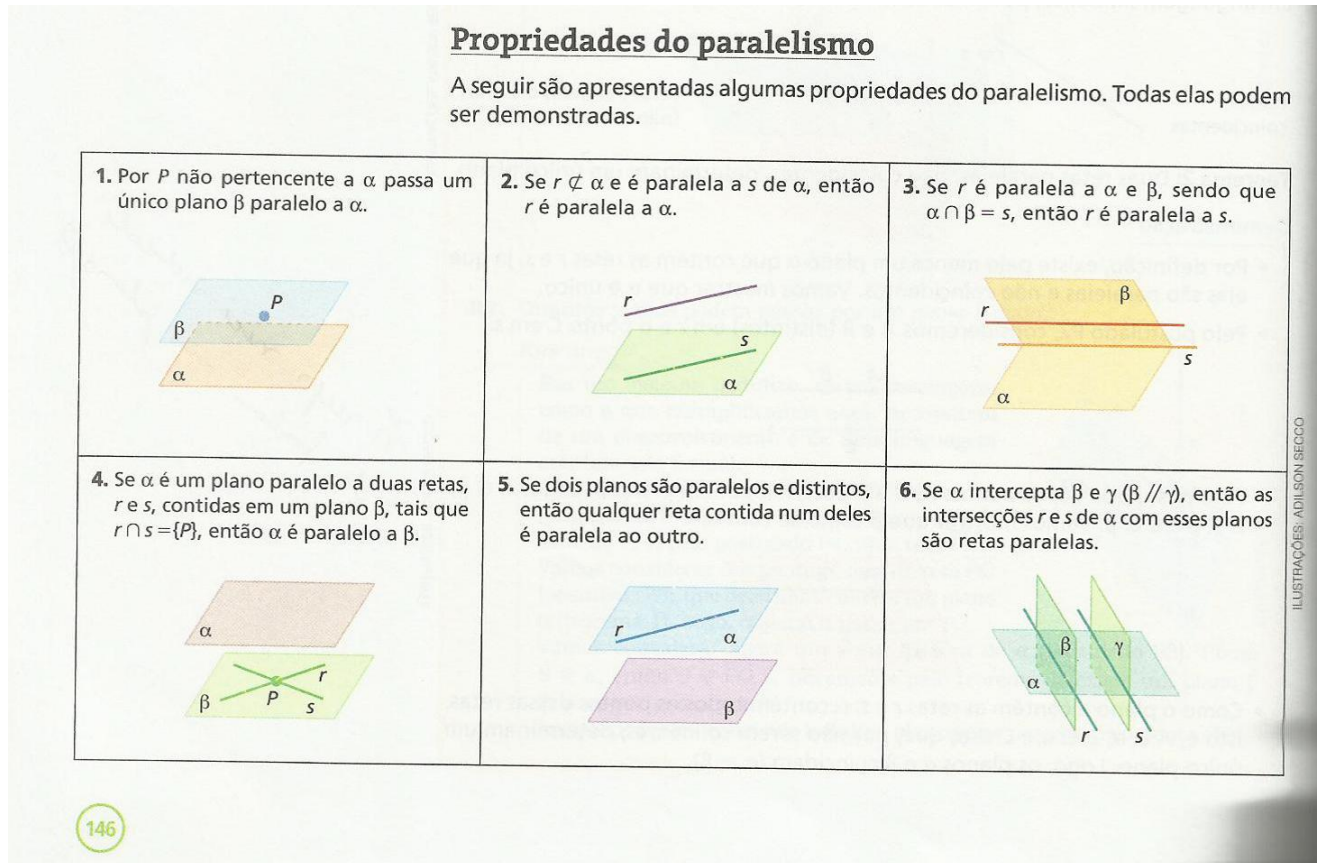 Propriedades do paralelismo
A seguir são apresentadas algumas propriedades do paralelismo. Todas elas podem
ser demonstradas.
1. Por P não pertencente a α passa um
único plano β paralelo a α.
P
β
α
2. Se r ⊄ α e é paralela a s de α, então
r é paralela a α.
r
s
α
3. Se r é paralela a α e β, sendo que
α ∩ β = s, então r é paralela a s.
β
r
s
α
4. Se α é um plano paralelo a duas retas,
r e s, contidas em um plano β, tais que
r ∩ s = {P}, então α é paralelo a β.
α
r
β
P
s
5. Se dois planos são paralelos e distintos,
então qualquer reta contida num deles
é paralela ao outro.
r
α
β
6. Se α intercepta β e γ (β // γ), então as
intersecções r e s de α com esses planos
são retas paralelas.
β
γ
α
r
s
ILUSTRAÇÕES: ADILSON SECCO
146